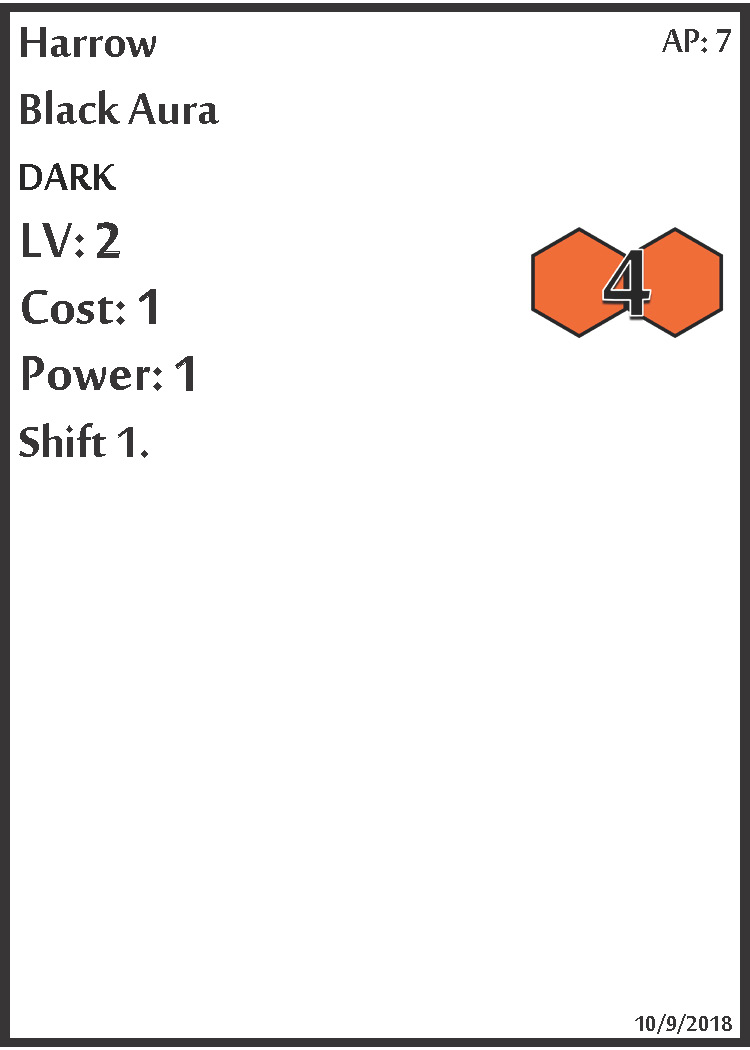 Harrow
AP: 7
Black Aura
DARK
LV: 2
4
Cost: 1
Power: 1
Shift 1.
10/9/2018